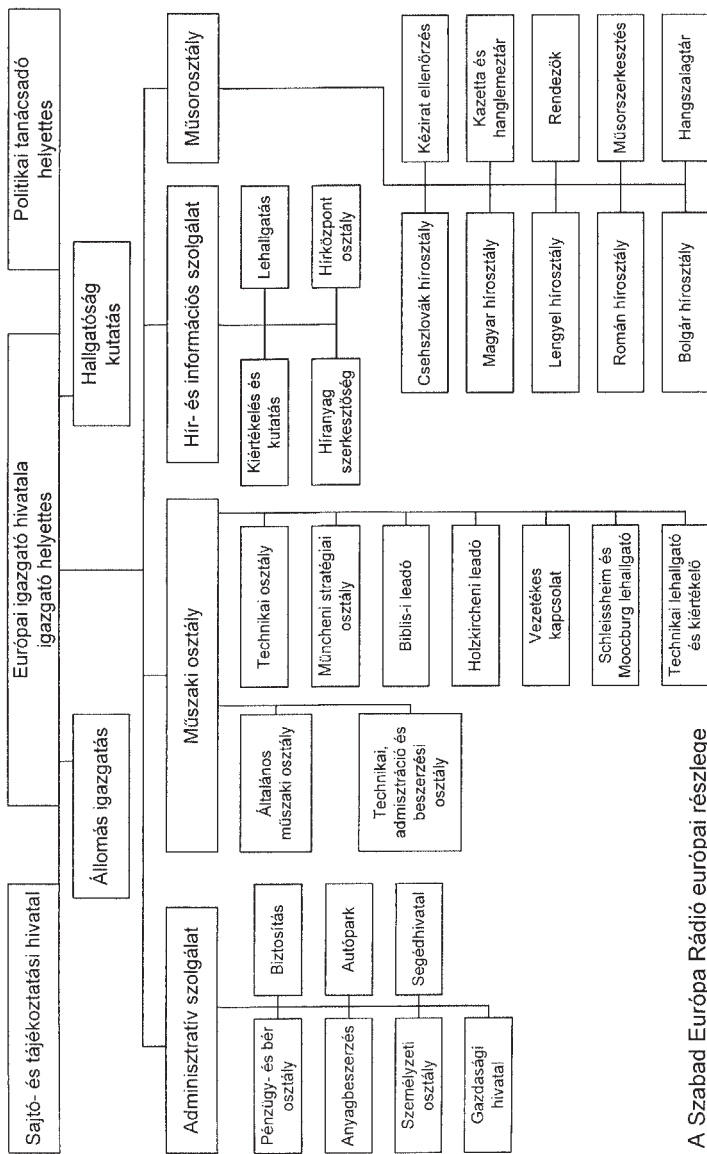 Sajtó- és tájékoztatási hivatal
Európai igazgató hivatala
igazgató helyettes
Politikai tanácsadó
helyettes
Állomás igazgatás
Hallgatóság
kutatás
Adminisztratív szolgálat
Műszaki osztály
Hír- és információs szolgálat
Műsorosztály
Pénzügy- és bér
osztály
Biztosítás
Anyagbeszerzés
Autópark
Személyzeti
osztály
Segédhivatal
Gazdasági
hivatal
Általános
műszaki osztály
Technikai,
admisztráció és
beszerzési
osztály
Technikai osztály
Müncheni stratégiai
osztály
Biblis-i leadó
Holzkircheni leadó
Vezetékes
kapcsolat
Schleissheim és
Moocburg lehallgató
Technikai lehallgató
és kiértékelő
Kiértékelés és
kutatás
Lehallgatás
Híranyag
szerkesztőség
Hírközpont
osztály
Csehszlovák hírosztály
Kézirat ellenőrzés
Magyar hírosztály
Kazetta és
hanglemeztár
Lengyel hírosztály
Rendezők
Román hírosztály
Műsorszerkesztés
Bolgár hírosztály
Hangszalagtár
A Szabad Európa Rádió európai részlege